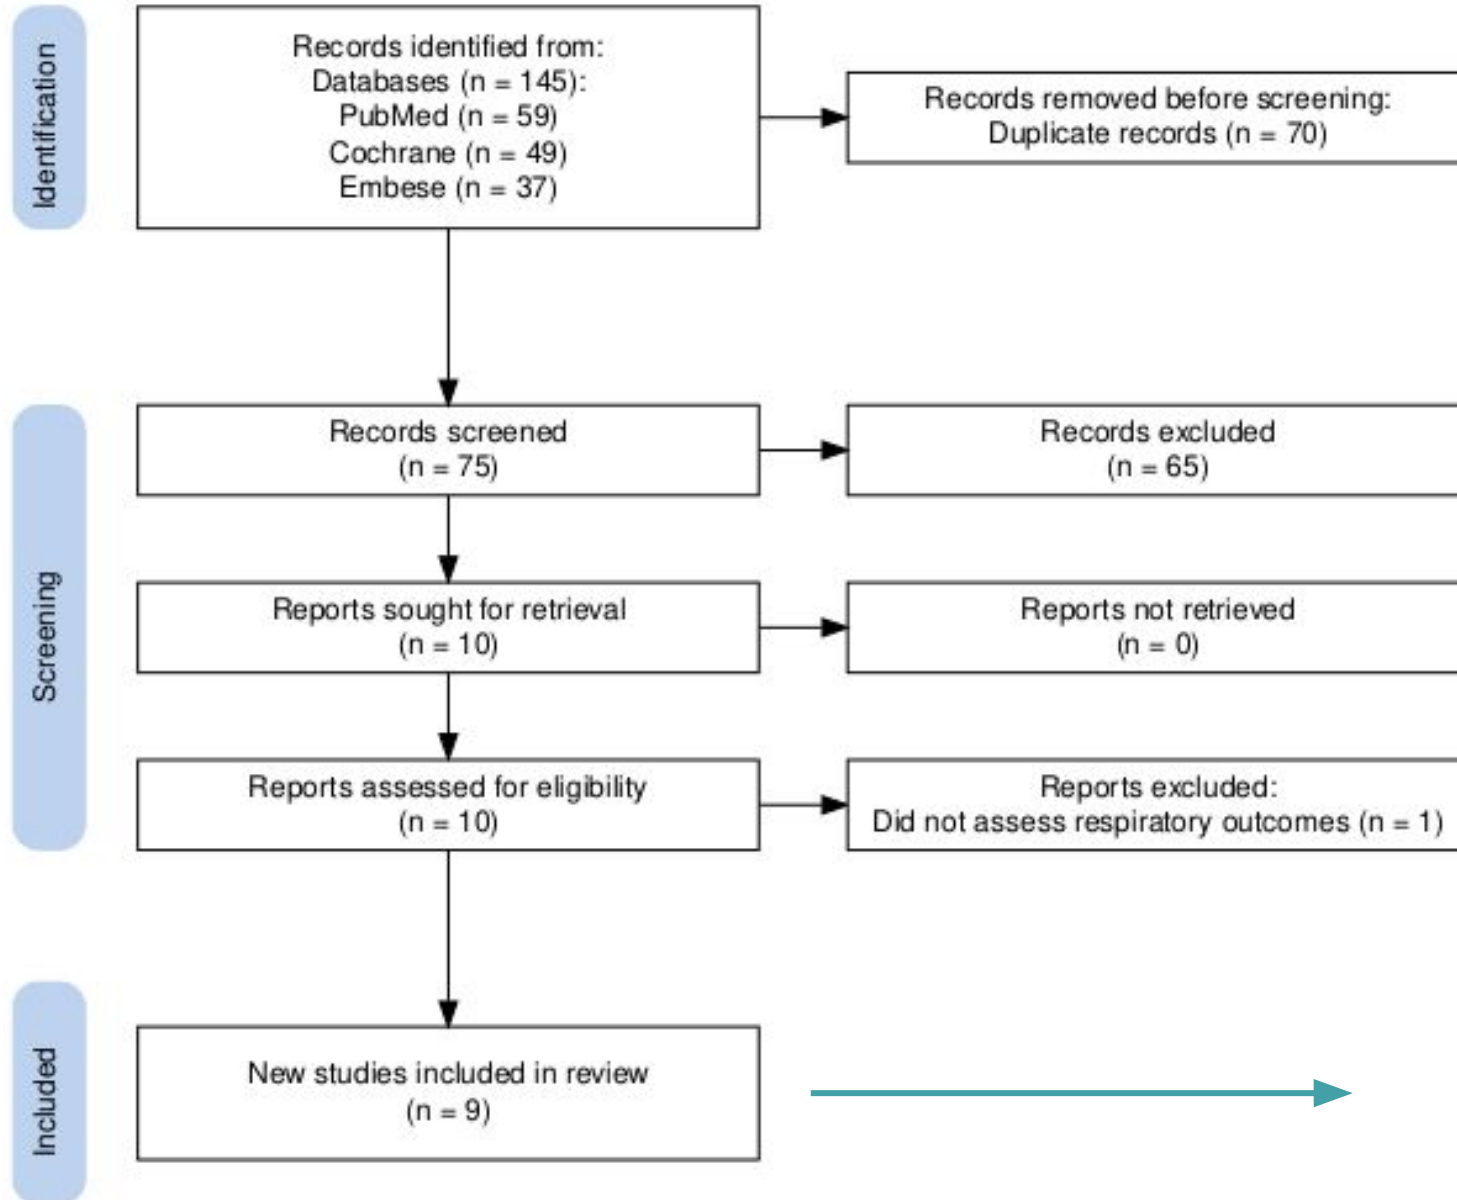 Identification
Records identified from:
Databases (n = 145):
PubMed (n = 59)
Cochrane (n = 49)
Embese (n = 37)
Records removed before screening:
Duplicate records (n = 70)
Screening
Records screened
(n = 75)
Records excluded
(n = 65)
Reports sought for retrieval
(n = 10)
Reports not retrieved
(n = 0)
Reports assessed for eligibility
(n = 10)
Reports excluded:
Did not assess respiratory outcomes (n = 1)
Included
New studies included in review
(n = 9)